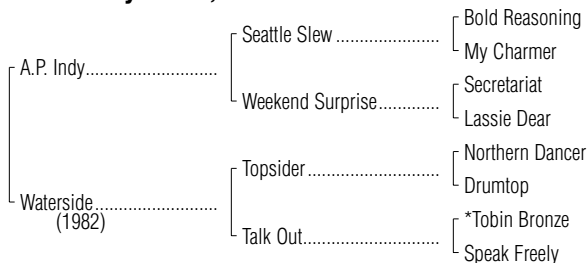 Bold Reasoning
Seattle Slew ......................
My Charmer
A.P. Indy............................
Secretariat
Weekend Surprise.............
Lassie Dear
Northern Dancer
Topsider ............................
Drumtop
Waterside..........................
(1982)
*Tobin Bronze
Talk Out.............................
Speak Freely